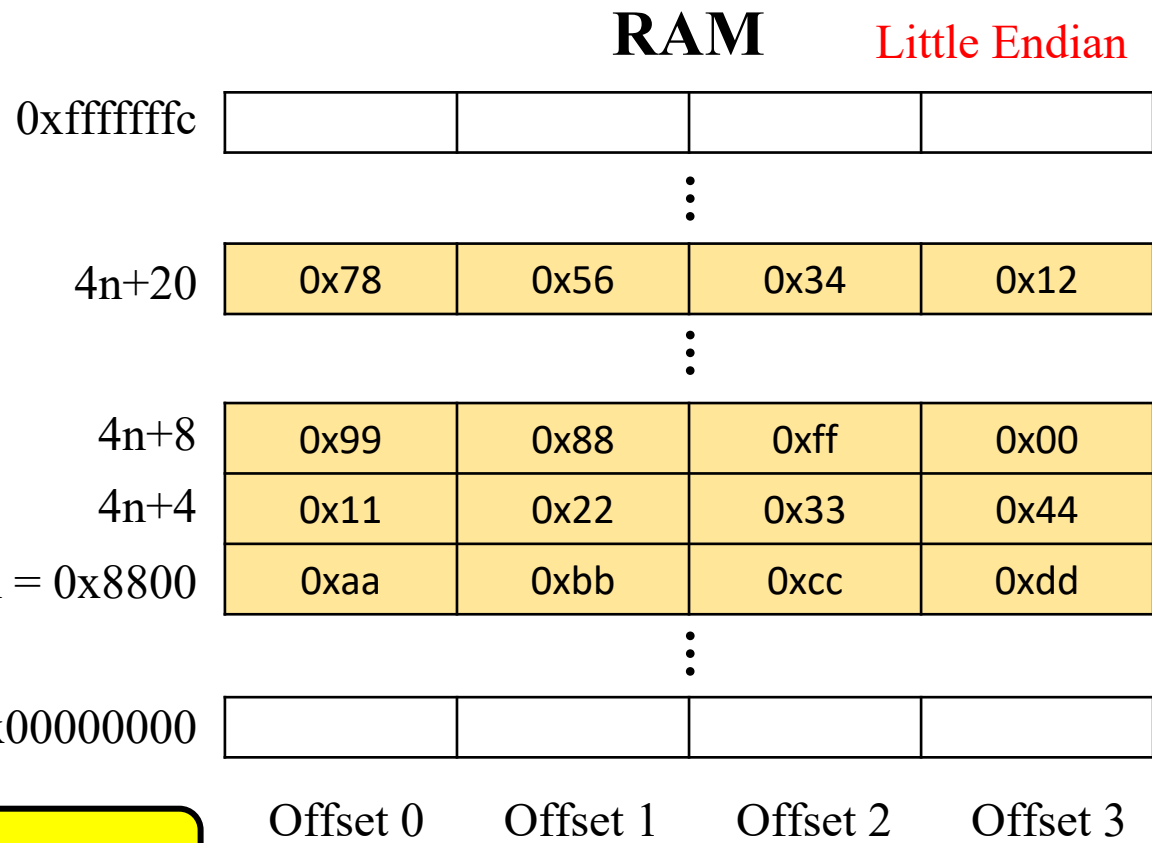 RAM Little Endian
0xfffffffc
4n+20 0x78 0x56 0x34 0x12
4n+8 0x99 0x88 0xff 0x00
4n+4 0x11 0x22 0x33 0x44
= 0x8800 0xaa 0xbb 0xcc 0xdd
x00000000
Offset 0 Offset 1 Offset 2 Offset 3